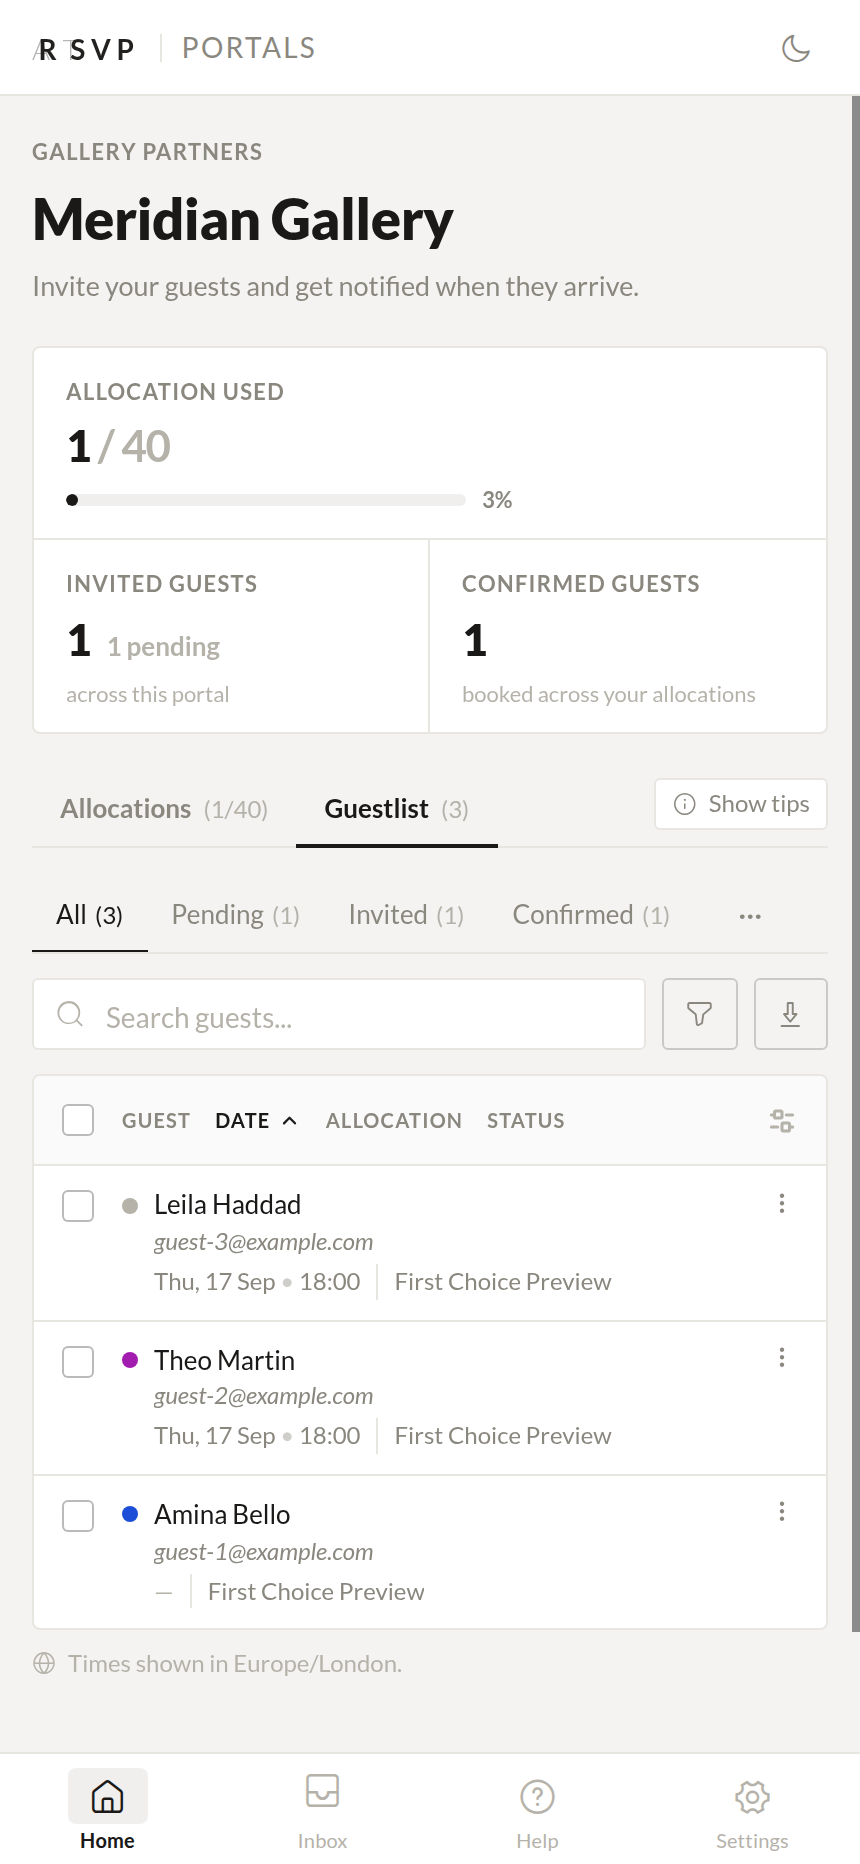 RSVP PORTALS
GALLERY PARTNERS
Meridian Gallery
Invite your guests and get notified when they arrive.
ALLOCATION USED
1 / 40
3%
INVITED GUESTS
1 1 pending
across this portal
CONFIRMED GUESTS
1
booked across your allocations
Allocations (1/40) Guestlist (3) Show tips
All (3) Pending (1) Invited (1) Confirmed (1) ...
Search guests...
GUEST DATE ALLOCATION STATUS
Leila Haddad
guest-3@example.com
Thu, 17 Sep • 18:00 First Choice Preview
Theo Martin
guest-2@example.com
Thu, 17 Sep • 18:00 First Choice Preview
Amina Bello
guest-1@example.com
— First Choice Preview
Times shown in Europe/London.
Home Inbox Help Settings